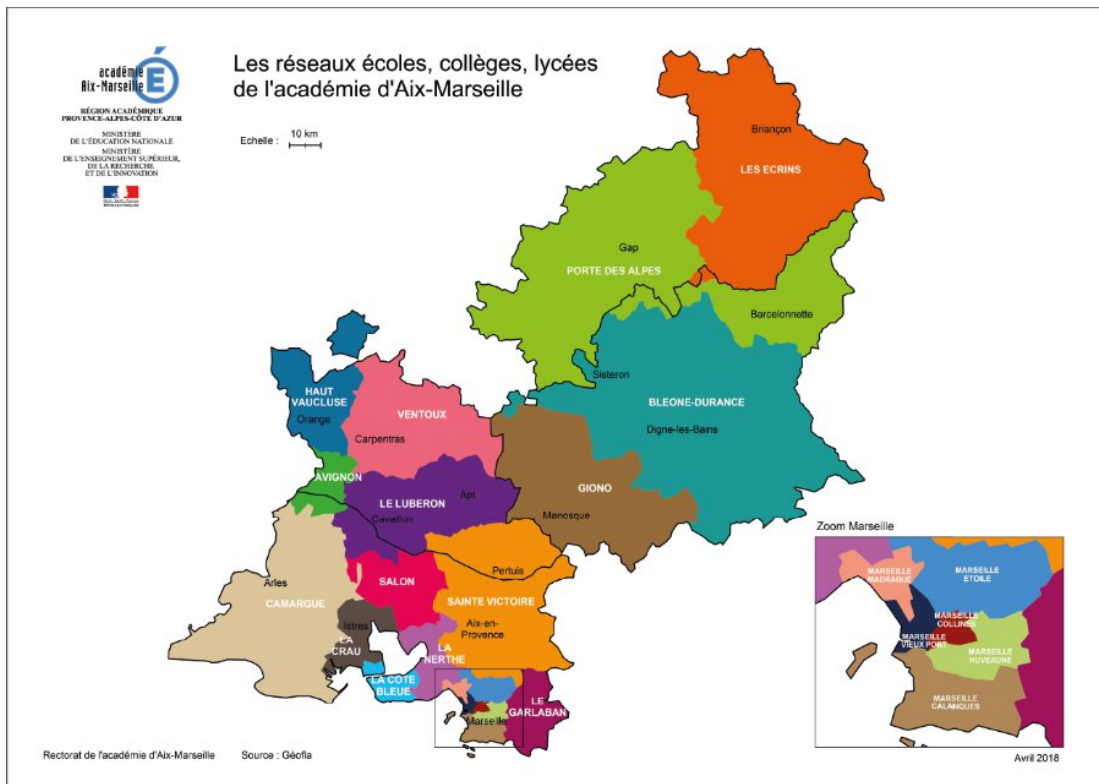 Les réseaux écoles, collèges, lycées
de l'académie d'Aix-Marseille
académie
Aix-Marseille
RÉGION ACADÉMIQUE
PROVENCE-ALPES-CÔTE D'AZUR
MINISTÈRE
DE L'ÉDUCATION NATIONALE
MINISTÈRE
DE L'ENSEIGNEMENT SUPÉRIEUR,
DE LA RECHERCHE
ET DE L'INNOVATION
Echelle : 10 km
Briançon
LES ECRINS
Gap
PORTE DES ALPES
Barcelonnette
Sisteron
BLEONE-DURANCE
Digne-les-Bains
HAUT
VAUCLUSE
Orange
VENTOUX
Carpentras
AVIGNON
LE LUBERON
Apt
Cavaillon
GIONO
Manosque
Pertuis
SALON
SAINTE VICTOIRE
Aix-en-
Provence
Arles
CAMARGUE
Istres
LA
CRAU
LA
NERTHE
LA COTE
BLEUE
Marseille
LE
GARLABAN
Zoom Marseille
MARSEILLE
MADRAGUE
MARSEILLE
ETOILE
MARSEILLE
COLLINES
MARSEILLE
VIEUX PORT
MARSEILLE
HUVEAUNE
MARSEILLE
CALANQUES
Rectorat de l'académie d'Aix-Marseille Source : Géofla
Avril 2018